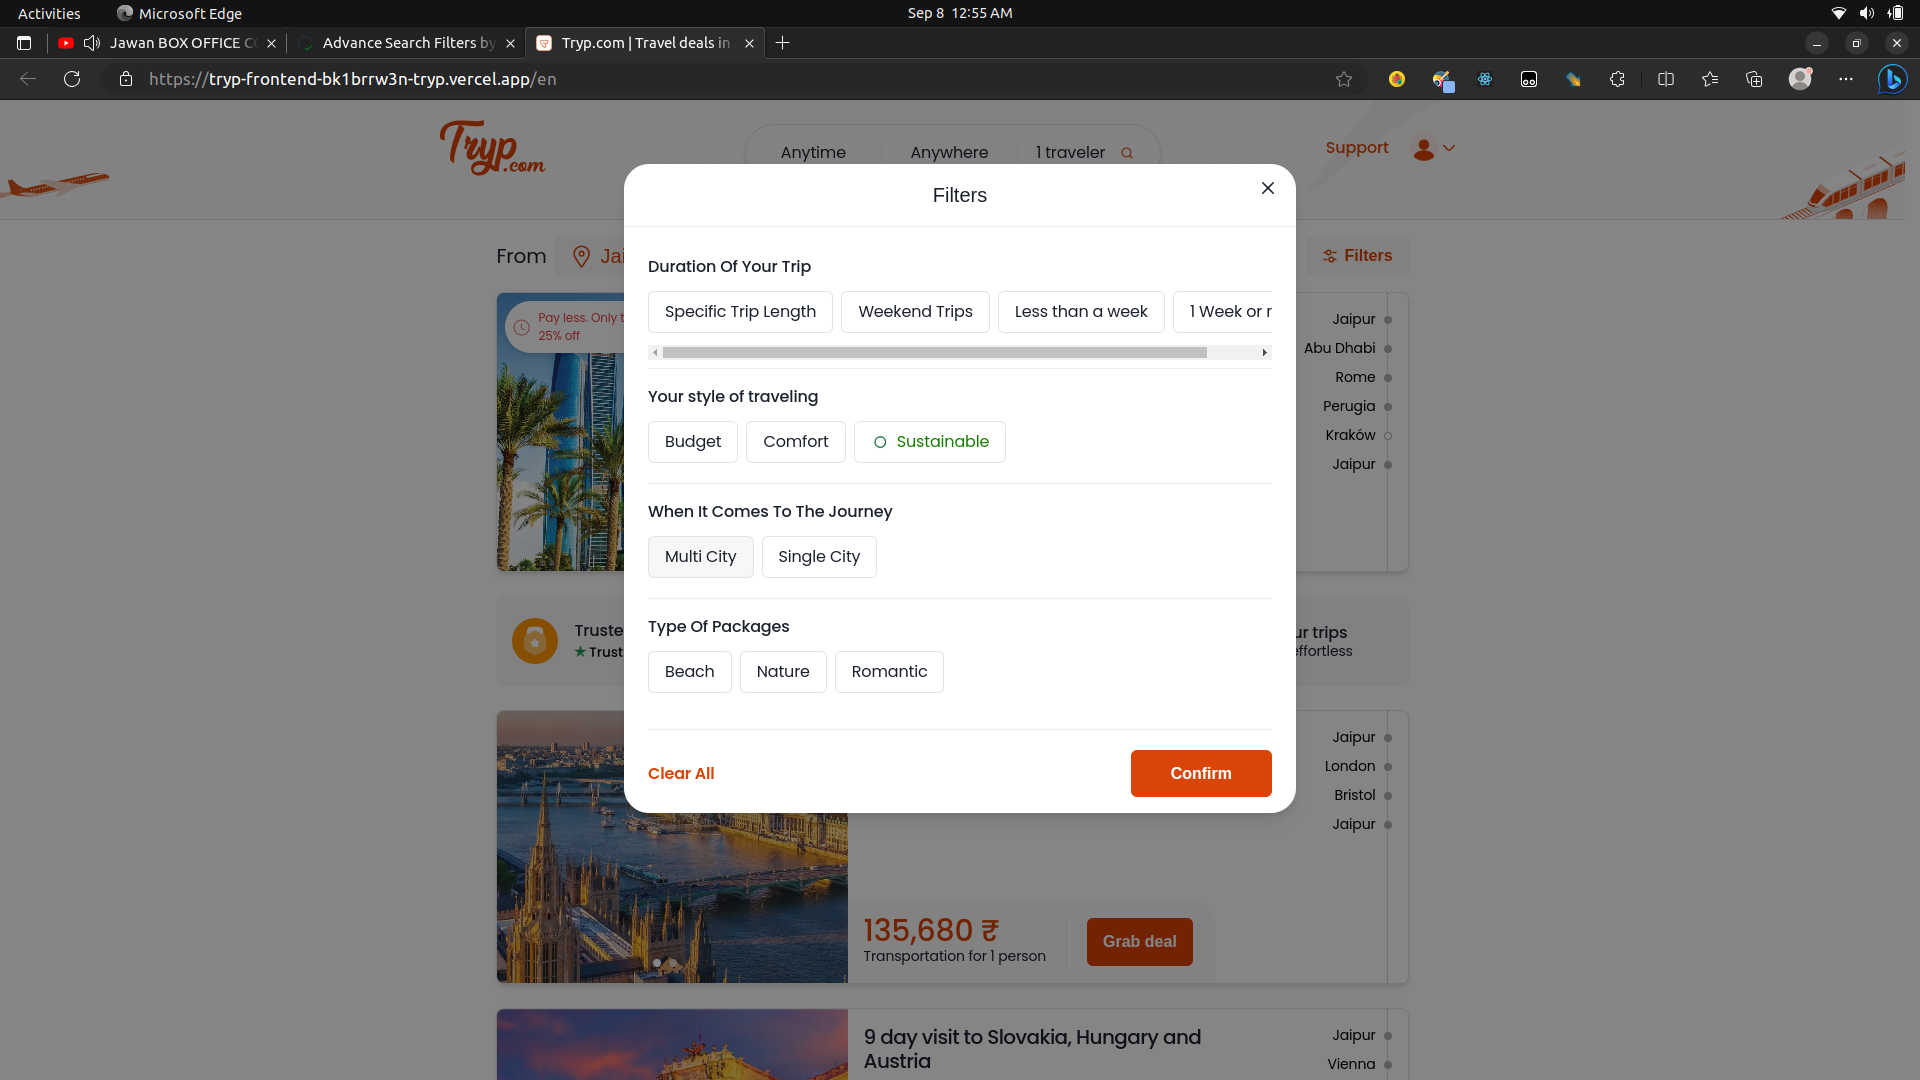 Activities
Microsoft Edge
Sep 8 12:55 AM
Jawan BOX OFFICE C
Advance Search Filters by
Tryp.com | Travel deals in
https://tryp-frontend-bk1brrw3n-tryp.vercel.app/en
Tryp.com
Anytime
Anywhere
1 traveler
Support
Filters
From
Jai
Filters
Duration Of Your Trip
Specific Trip Length
Weekend Trips
Less than a week
1 Week or r
Pay less. Only t
25% off
Jaipur
Abu Dhabi
Rome
Perugia
Kraków
Jaipur
Your style of traveling
Budget
Comfort
Sustainable
When It Comes To The Journey
Multi City
Single City
Type Of Packages
Beach
Nature
Romantic
Truste
Trust
ur trips
effortless
Clear All
Confirm
Jaipur
London
Bristol
Jaipur
135,680 ₹
Transportation for 1 person
Grab deal
9 day visit to Slovakia, Hungary and
Austria
Jaipur
Vienna